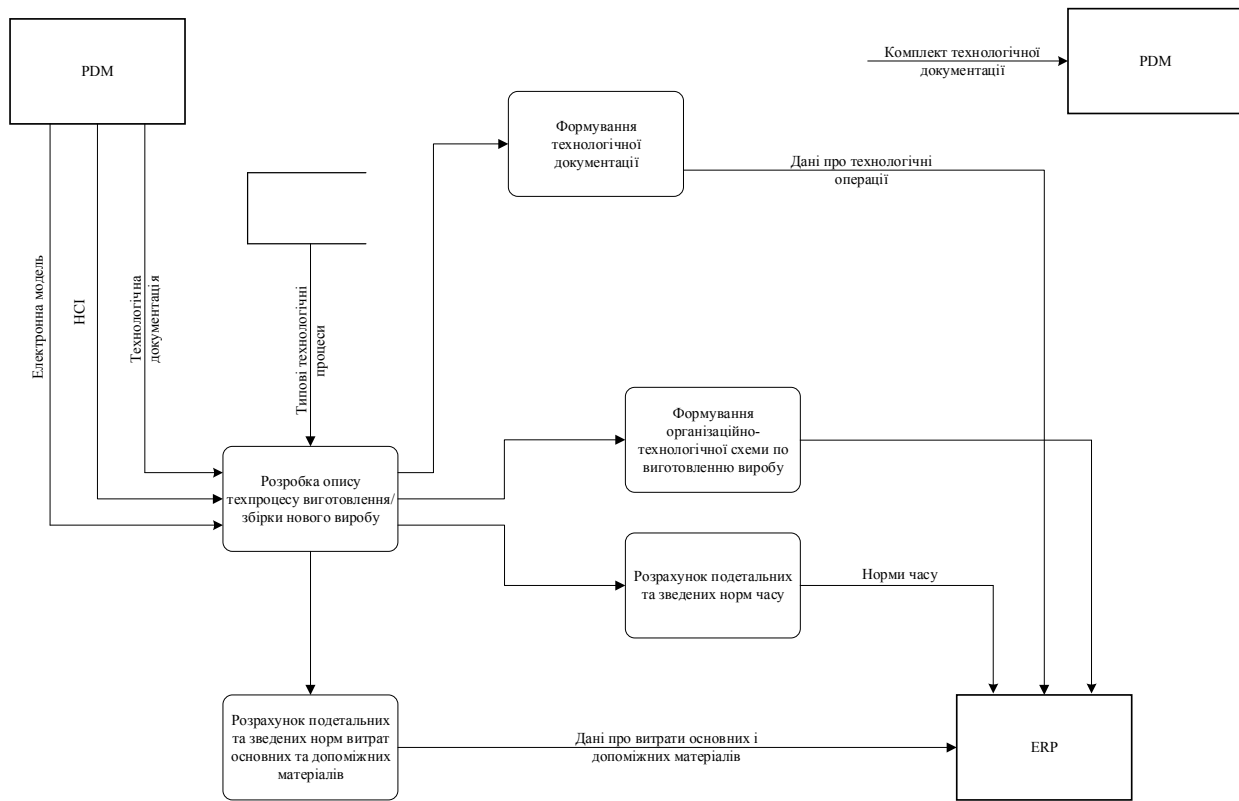 PDM
Комплект технологічної
документації
PDM
Формування
технологічної
документації
Дані про технологічні
операції
Електронна модель
НСІ
Технологічна
документація
Типові технологічні
процеси
Формування
організаційно-
технологічної схеми по
виготовленню виробу
Розробка опису
техпроцесу виготовлення/
збірки нового виробу
Розрахунок подетальних
та зведених норм часу
Норми часу
Розрахунок подетальних
та зведених норм витрат
основних та допоміжних
матеріалів
Дані про витрати основних і
допоміжних матеріалів
ERP